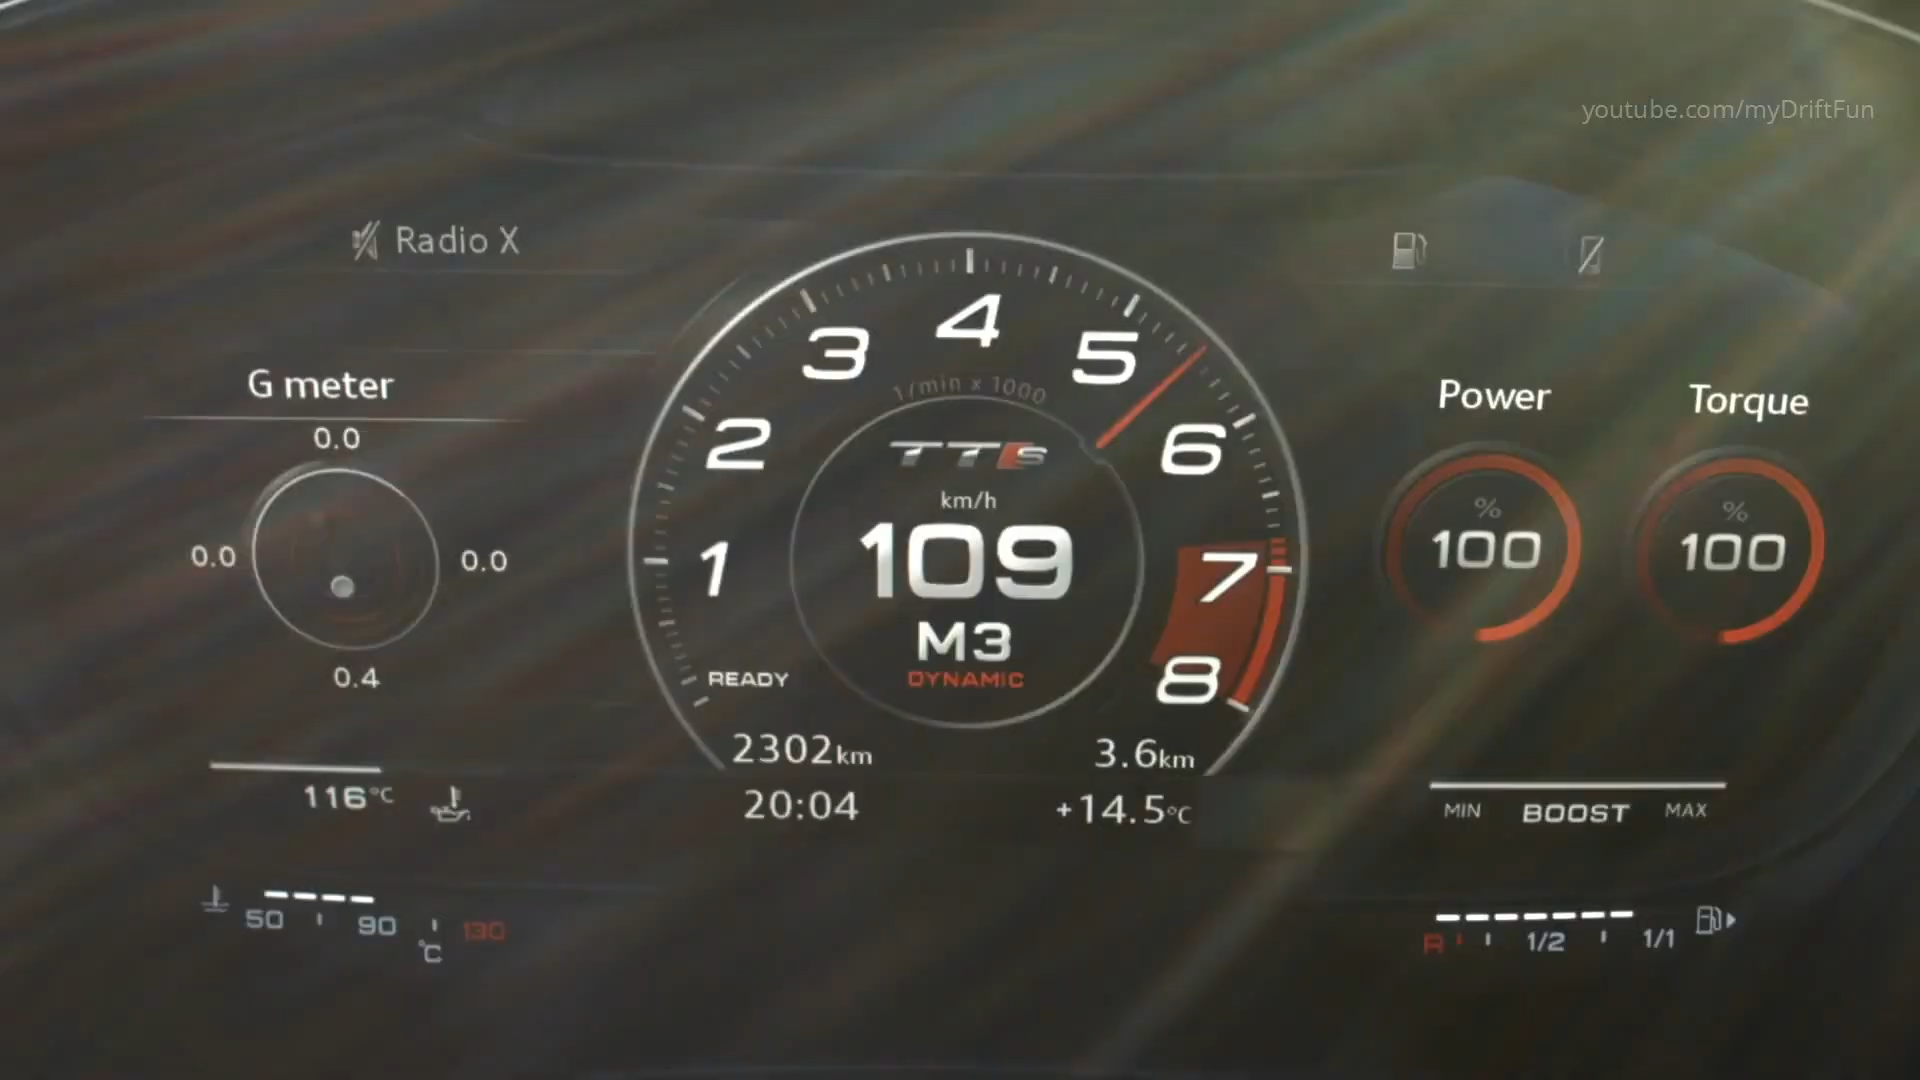 youtube.com/myDriftFun
Radio X
G meter
0.0
0.0
0.0
0.4
116°C
50
90
°C
130
1
2
3
4
5
6
7
8
1/min x 1000
TTS
km/h
109
M3
DYNAMIC
READY
2302km
3.6km
20:04
+14.5°C
Power
Torque
%
100
%
100
MIN BOOST MAX
R 1/2 1/1